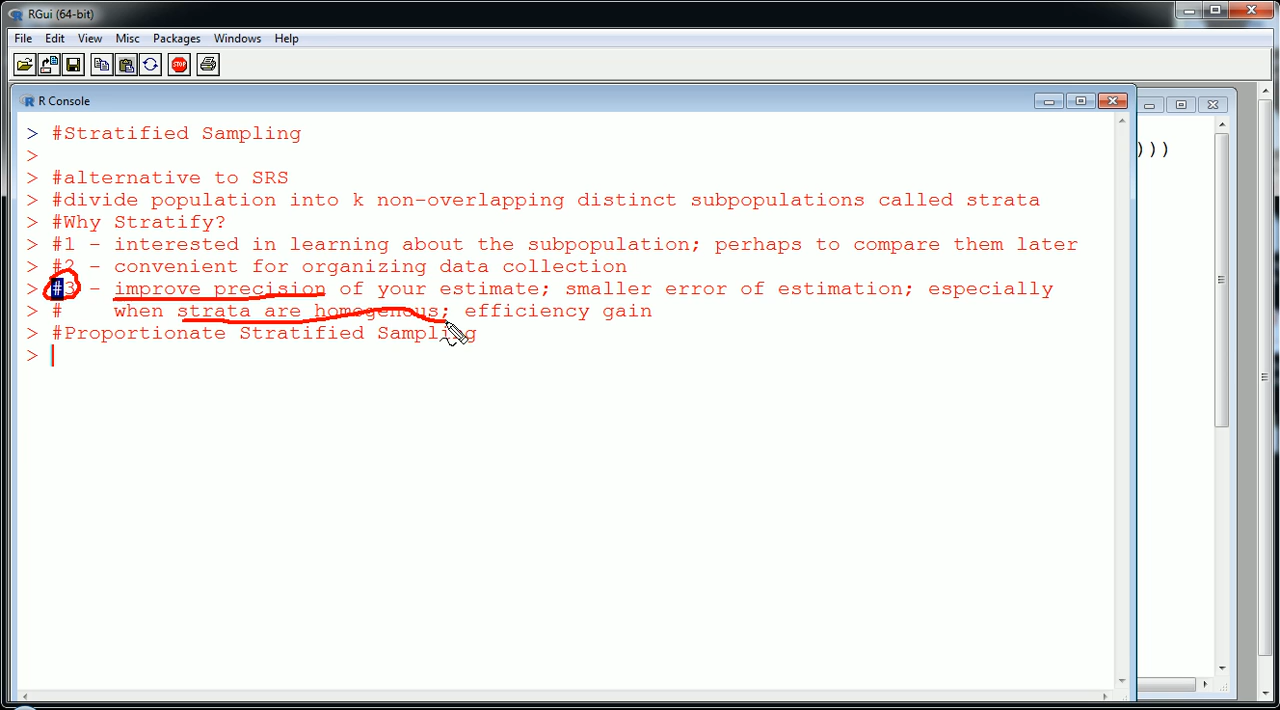 RGui (64-bit)
File Edit View Misc Packages Windows Help
STOP
R Console
> #Stratified Sampling
>
> #alternative to SRS
> #divide population into k non-overlapping distinct subpopulations called strata
> #Why Stratify?
> #1 - interested in learning about the subpopulation; perhaps to compare them later
> #2 - convenient for organizing data collection
> #3 - improve precision of your estimate; smaller error of estimation; especially
> #    when strata are homogenous; efficiency gain
> #Proportionate Stratified Sampling
>
)))